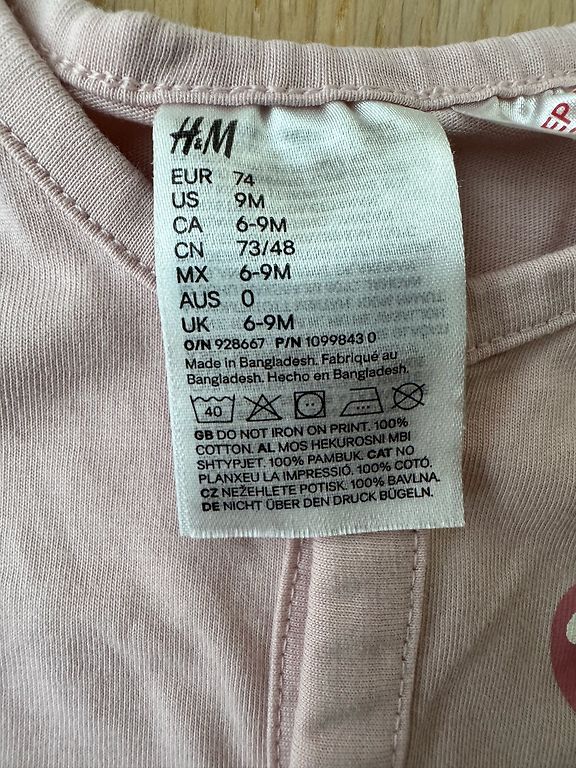 H&M
EUR 74
US 9M
CA 6-9M
CN 73/48
MX 6-9M
AUS 0
UK 6-9M
O/N 928667 P/N 1099843 0
Made in Bangladesh. Fabriqué au
Bangladesh. Hecho en Bangladesh.
40
GB DO NOT IRON ON PRINT. 100%
COTTON. AL MOS HEKUROSNI MBI
SHTYPJET. 100% PAMBUK. CAT NO
PLANXEU LA IMPRESSIÓ. 100% COTÓ.
CZ NEŽEHLETE POTISK. 100% BAVLNA.
DE NICHT ÜBER DEN DRUCK BÜGELN.